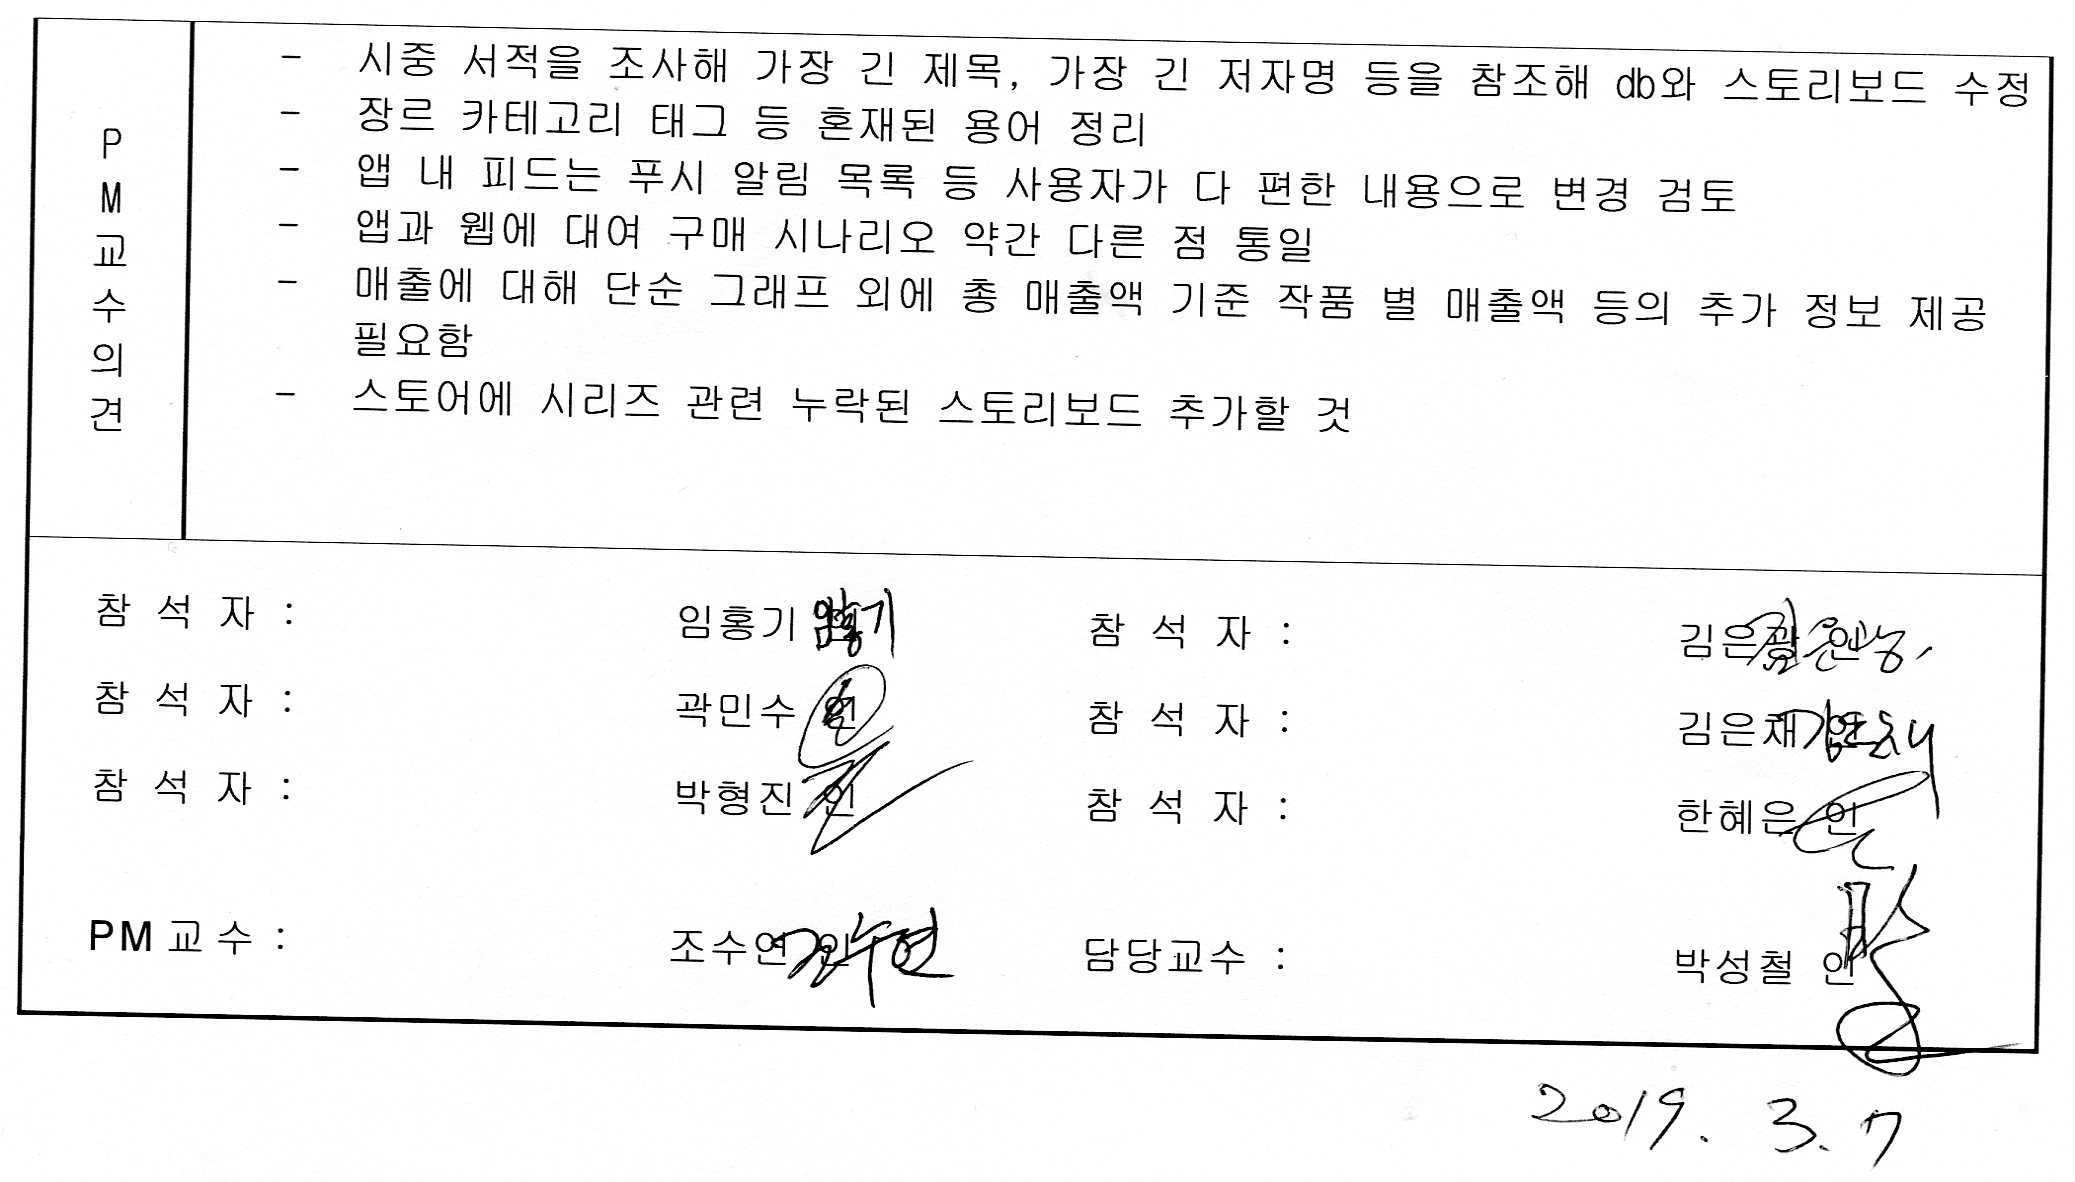 P
M
교
수
의
견
- 시중 서적을 조사해 가장 긴 제목, 가장 긴 저자명 등을 참조해 db와 스토리보드 수정
- 장르 카테고리 태그 등 혼재된 용어 정리
- 앱 내 피드는 푸시 알림 목록 등 사용자가 다 편한 내용으로 변경 검토
- 앱과 웹에 대여 구매 시나리오 약간 다른 점 통일
- 매출에 대해 단순 그래프 외에 총 매출액 기준 작품 별 매출액 등의 추가 정보 제공
필요함
- 스토어에 시리즈 관련 누락된 스토리보드 추가할 것
참 석 자 : 임홍기 참 석 자 : 김은광 인
참 석 자 : 곽민수 인 참 석 자 : 김은채 인
참 석 자 : 박형진 인 참 석 자 : 한혜은 인
PM 교 수 : 조수연 인 담당교수 : 박성철 인
2019. 3. 7